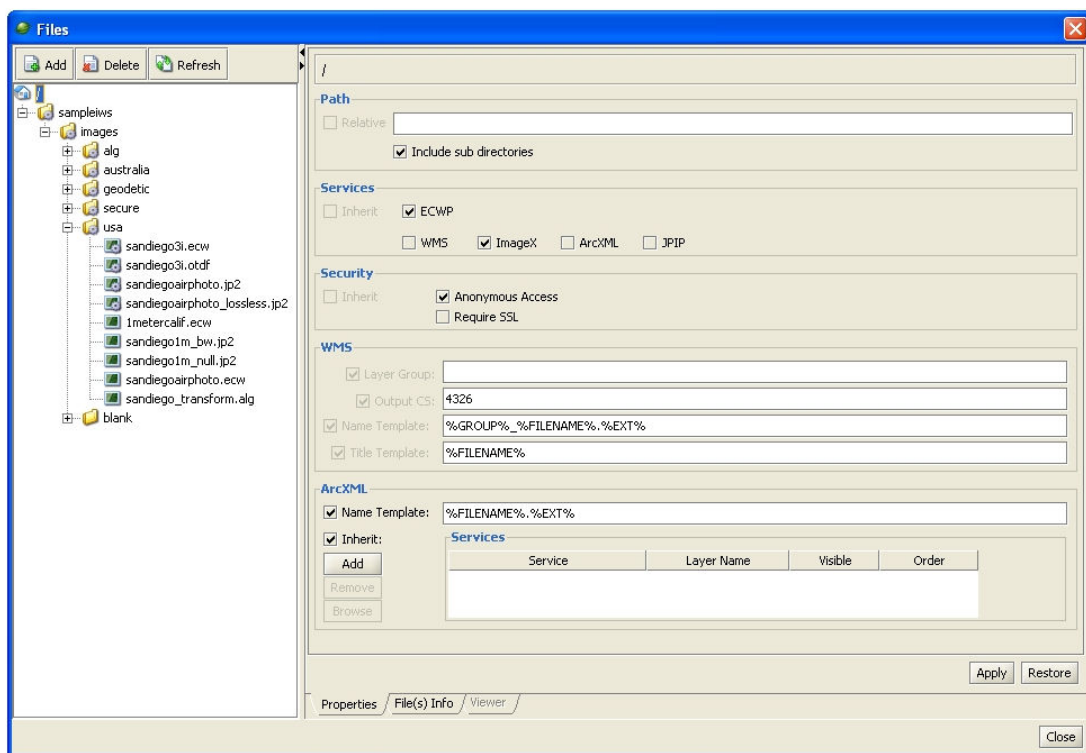 Files
Add Delete Refresh
/
sampleiws
images
alg
australia
geodetic
secure
usa
sandiego3i.ecw
sandiego3i.otdf
sandiegoairphoto.jp2
sandiegoairphoto_lossless.jp2
1metercalif.ecw
sandiego1m_bw.jp2
sandiego1m_null.jp2
sandiegoairphoto.ecw
sandiego_transform.alg
blank
/
Path
Relative
Include sub directories
Services
Inherit ECWP
WMS ImageX ArcXML JPIP
Security
Inherit Anonymous Access
Require SSL
WMS
Layer Group:
Output CS: 4326
Name Template: %GROUP%_%FILENAME%.%EXT%
Title Template: %FILENAME%
ArcXML
Name Template: %FILENAME%.%EXT%
Inherit: Services
Add Service Layer Name Visible Order
Remove
Browse
Apply Restore
Properties File(s) Info Viewer
Close